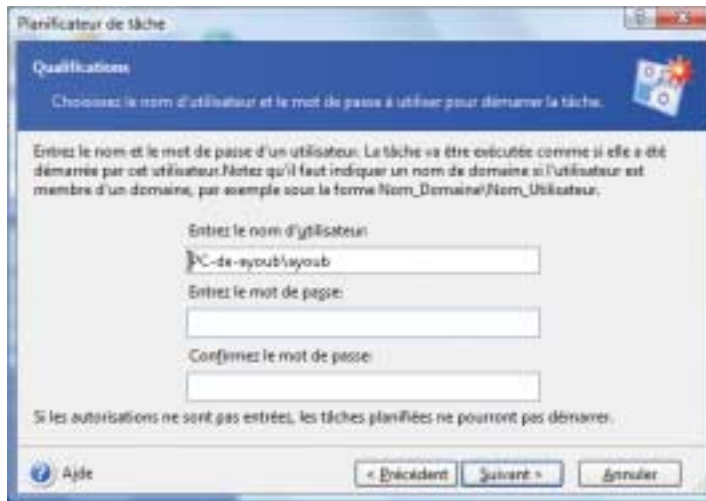 Planificateur de tâche
Qualifications
Choisissez le nom d'utilisateur et le mot de passe à utiliser pour démarrer la tâche.
Entrez le nom et le mot de passe d'un utilisateur. La tâche va être exécutée comme si elle a été
démarrée par cet utilisateur.Notez qu'il faut indiquer un nom de domaine si l'utilisateur est
membre d'un domaine, par exemple sous la forme Nom_Domaine\Nom_Utilisateur.
Entrez le nom d'utilisateur:
PC-de-ayoub\ayoub
Entrez le mot de passe:
Confirmez le mot de passe:
Si les autorisations ne sont pas entrées, les tâches planifiées ne pourront pas démarrer.
Aide
< Précédent
Suivant >
Annuler